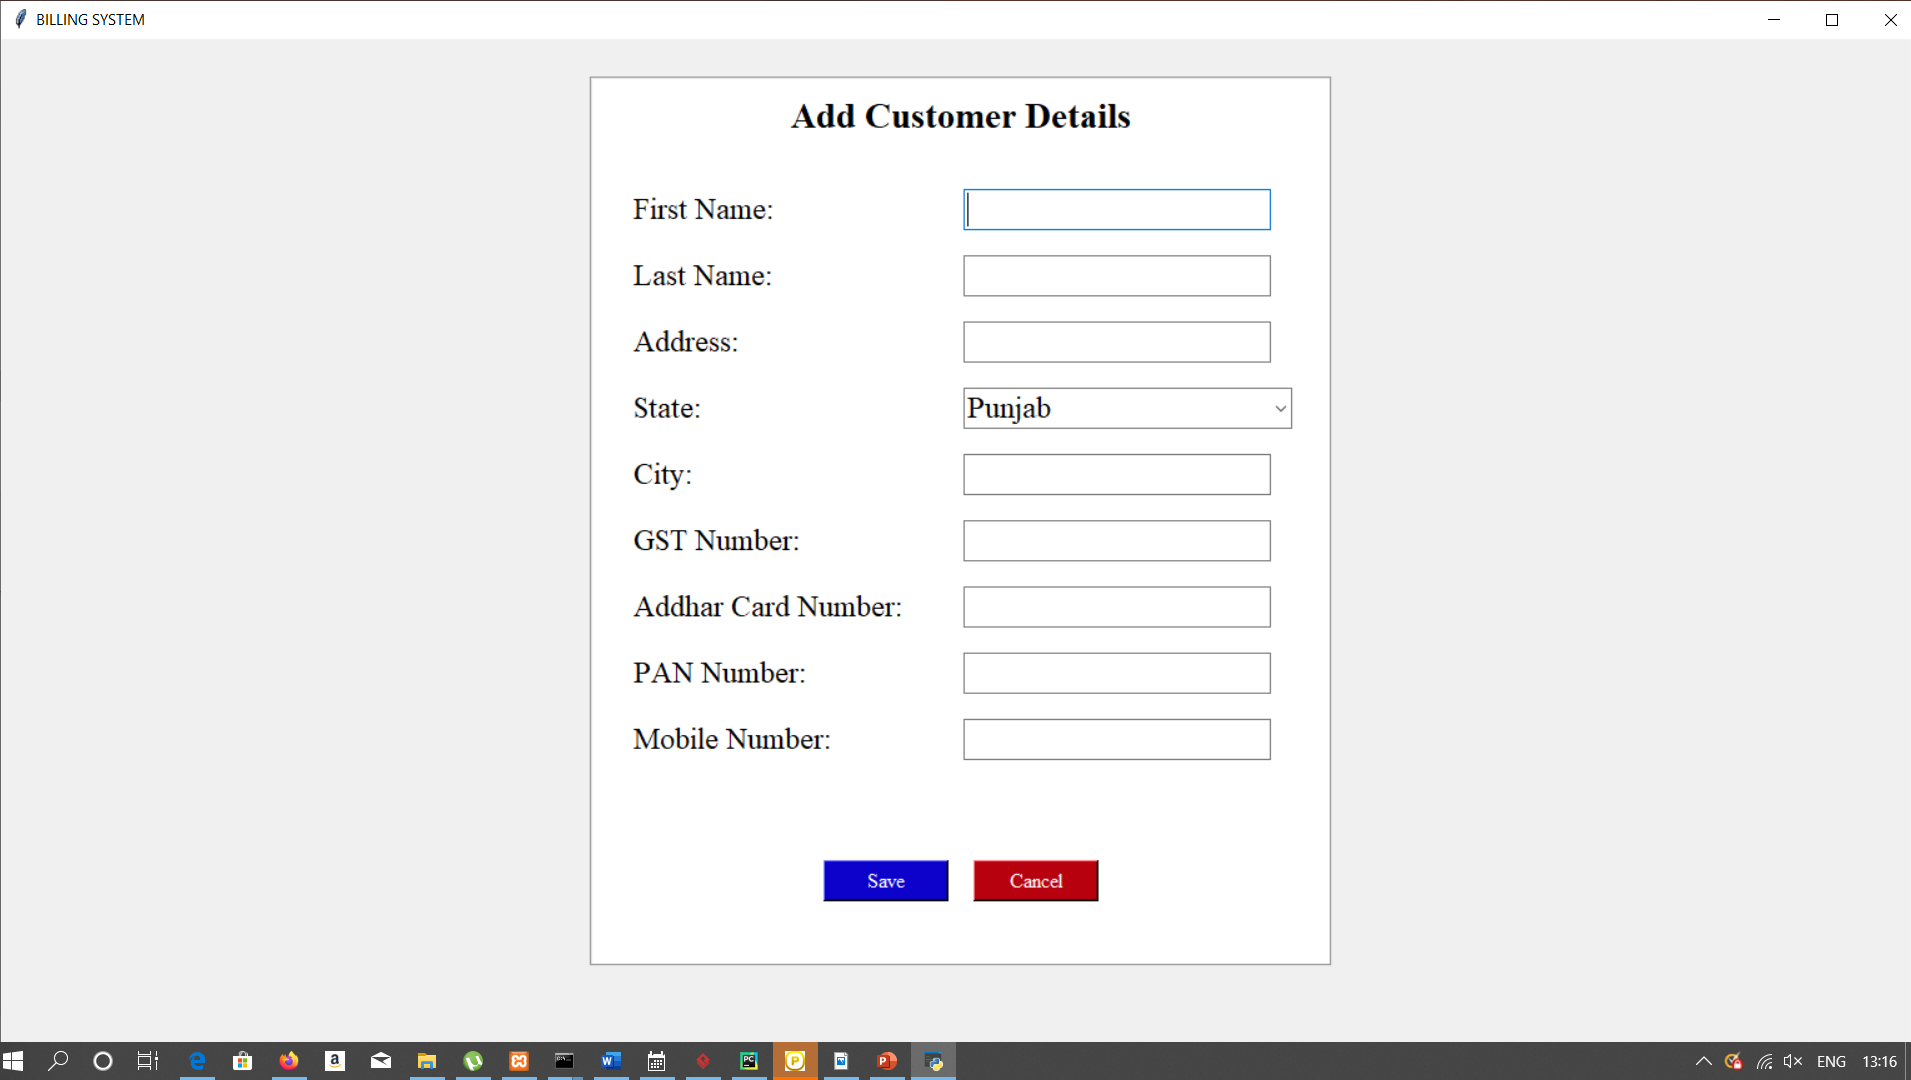 BILLING SYSTEM
Add Customer Details
First Name:
Last Name:
Address:
State: Punjab
City:
GST Number:
Addhar Card Number:
PAN Number:
Mobile Number:
Save Cancel
ENG 13:16